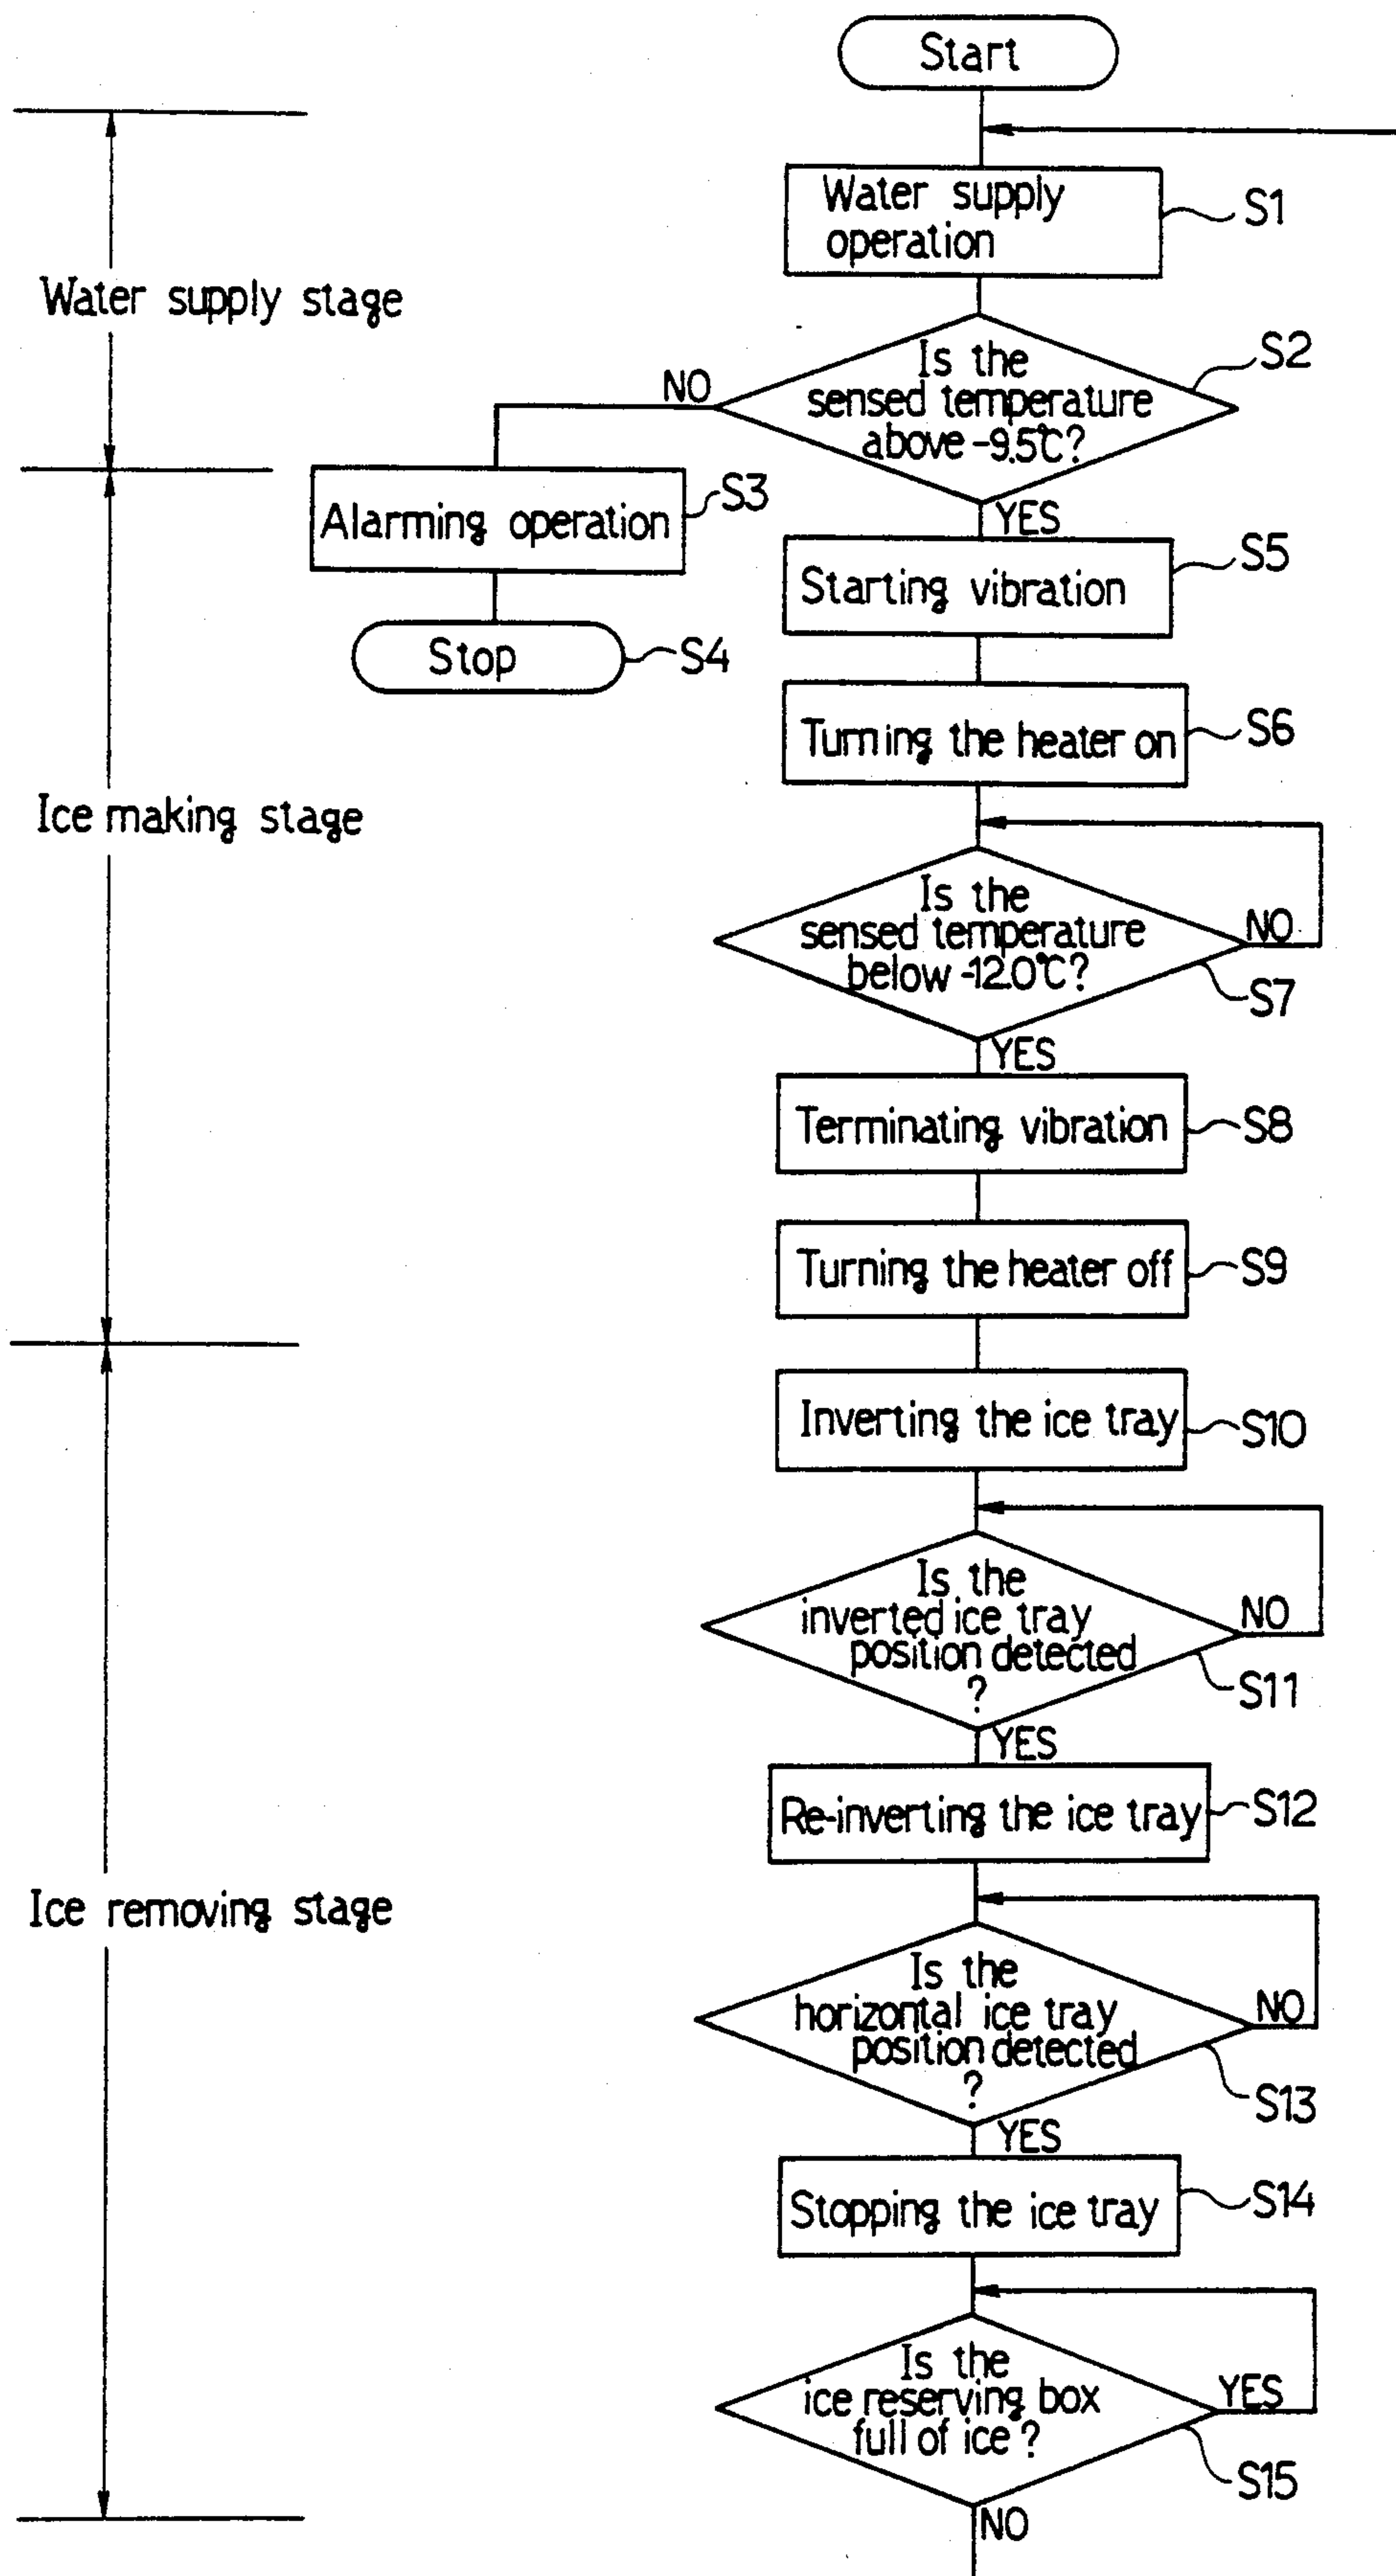 Start
Water supply
operation
S1
Water supply stage
Is the
sensed temperature
above -9.5°C?
S2
NO
YES
Alarming operation
S3
Stop
S4
Starting vibration
S5
Turning the heater on
S6
Ice making stage
Is the
sensed temperature
below -12.0°C?
NO
S7
YES
Terminating vibration
S8
Turning the heater off
S9
Inverting the ice tray
S10
Is the
inverted ice tray
position detected
?
NO
S11
YES
Re-inverting the ice tray
S12
Ice removing stage
Is the
horizontal ice tray
position detected
?
NO
S13
YES
Stopping the ice tray
S14
Is the
ice reserving box
full of ice?
YES
S15
NO